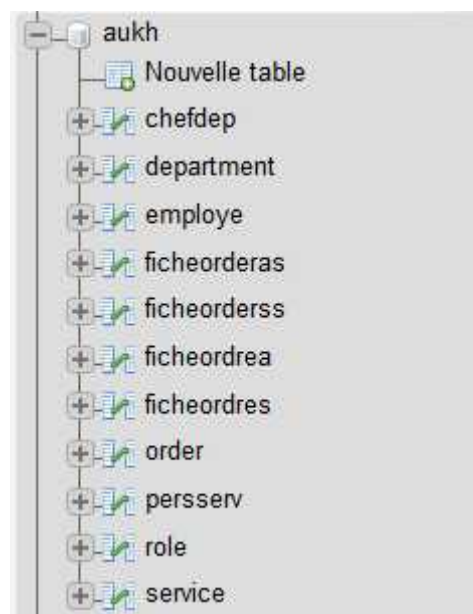 aukh
Nouvelle table
chefdep
department
employe
ficheorderas
ficheorderss
ficheordrea
ficheordres
order
persserv
role
service